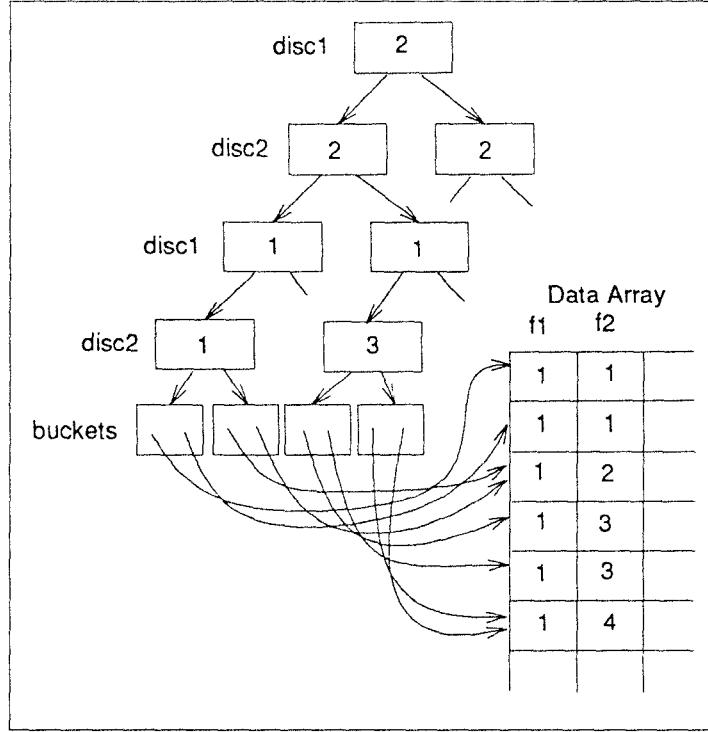 disc1 2
disc2 2 2
disc1 1 1
Data Array
f1 f2
disc2 1 3
1 1
buckets
1 1
1 2
1 3
1 3
1 4